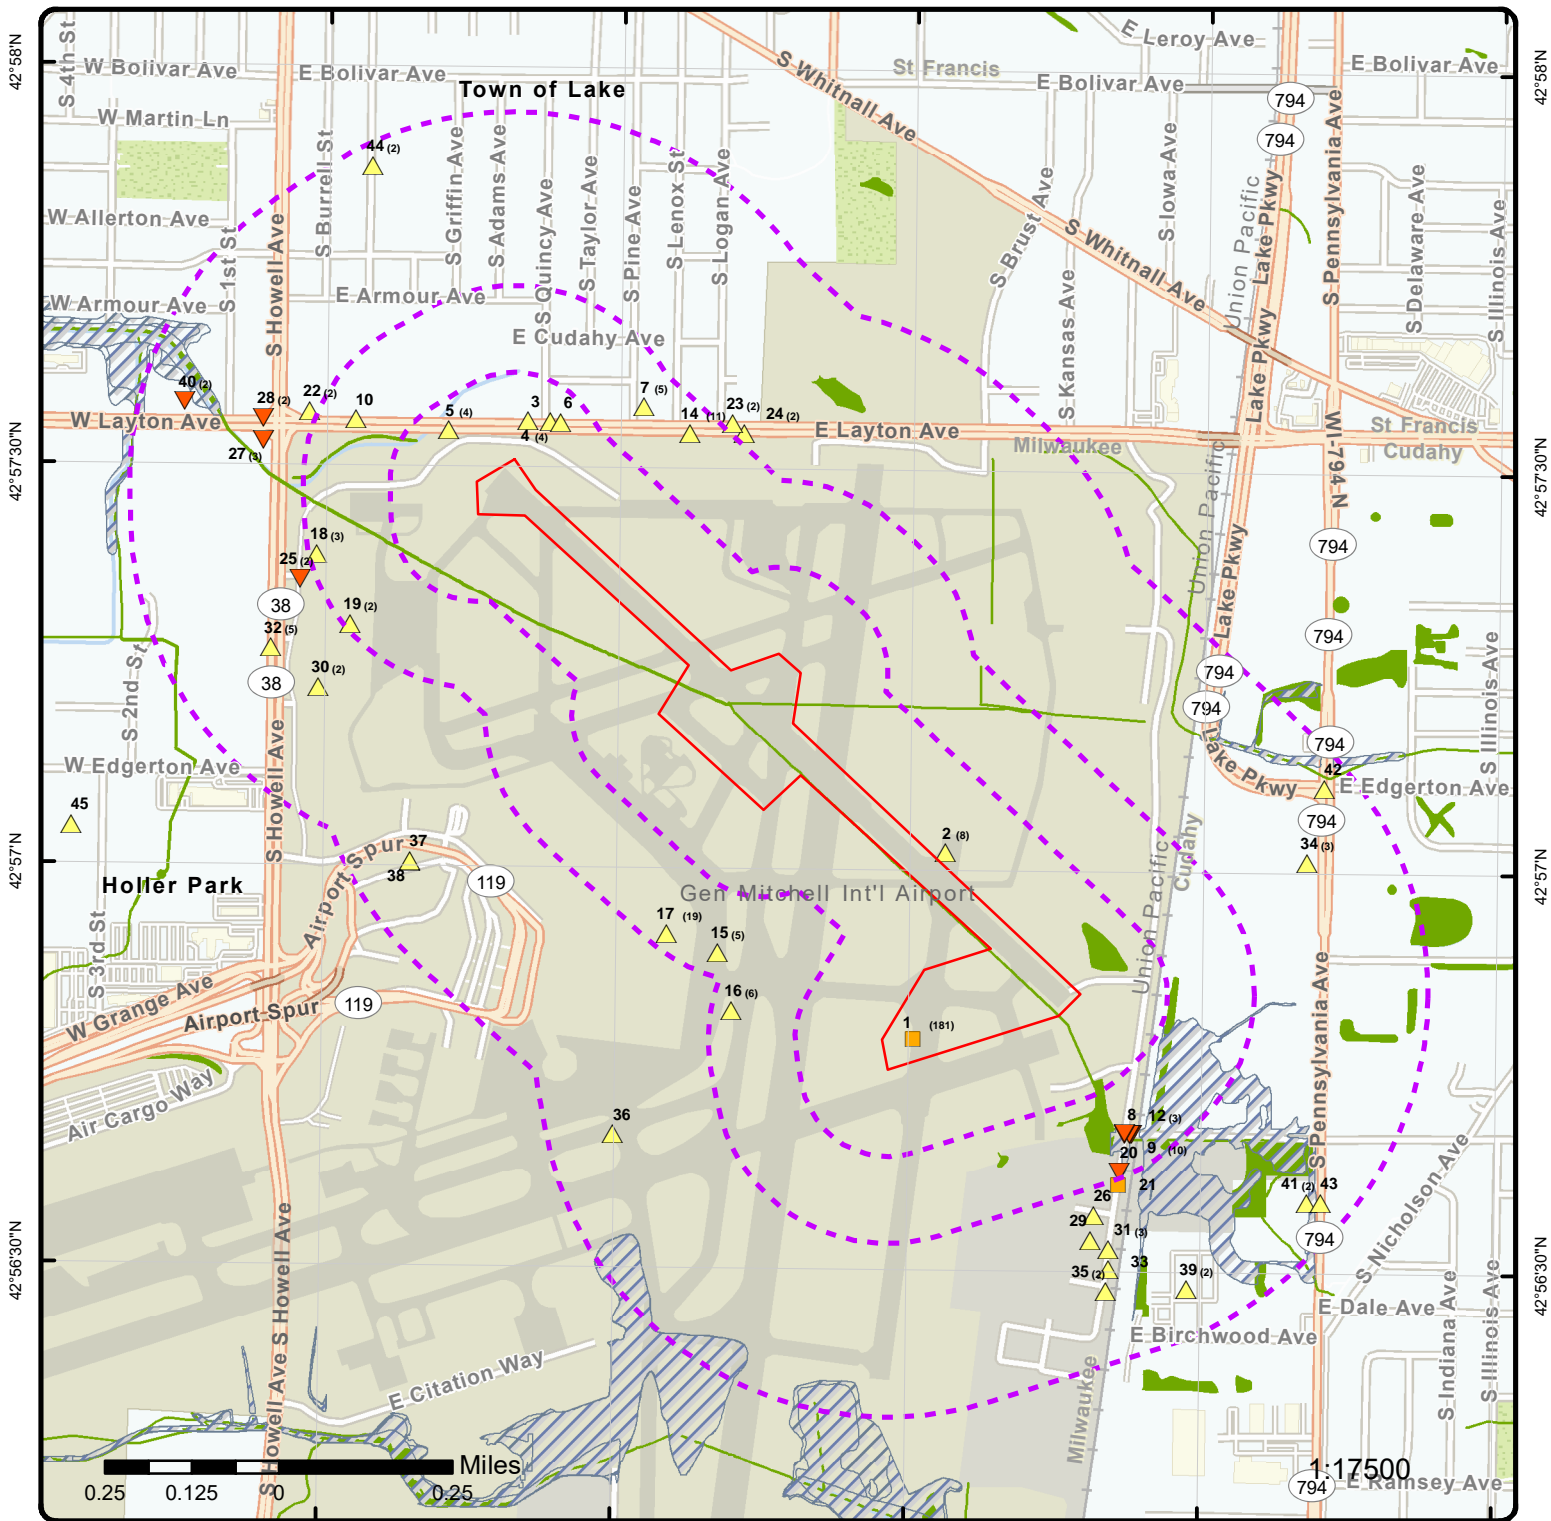 42°58'N
42°58'N
S 4th St
W Bolivar Ave
E Bolivar Ave
Town of Lake
S Whitnall Ave
St Francis
E Leroy Ave
E Bolivar Ave
E Bolivar Ave
794
794
W Martin Ln
S Burrell St
44 (2)
S Griffin Ave
S Adams Ave
S Quincy Ave
S Taylor Ave
S Pine Ave
S Lenox St
S Logan Ave
S Brust Ave
S Iowa Ave
Union Pacific
Lake Pkwy
S Pennsylvania Ave
S Delaware Ave
S Illinois Ave
W Allerton Ave
S 1st St
S Howell Ave
S Whitnall Ave
W Armour Ave
E Armour Ave
E Cudahy Ave
S Kansas Ave
Union Pacific
Lake Pkwy
40 (2)
28 (2)
22 (2)
10
5 (4)
3
6
7 (5)
14 (11)
23 (2)
24 (2)
W Layton Ave
4 (4)
E Layton Ave
Milwaukee
St Francis
Cudahy
27 (3)
WI-794 N
42°57'30"N
42°57'30"N
18 (3)
25 (2)
794
38
19 (2)
Union Pacific
Lake Pkwy
32 (5)
794
38
30 (2)
794
794
S 2nd St
S Howell Ave
S Illinois Ave
W Edgerton Ave
Lake Pkwy
794
42
E Edgerton Ave
45
794
37
38
Airport Spur
119
2 (8)
34 (3)
42°57'N
42°57'N
Holler Park
Gen Mitchell Int'l Airport
Cudahy
Union Pacific
17 (19)
15 (5)
16 (6)
1 (181)
S 3rd St
W Grange Ave
Airport Spur
119
S Pennsylvania Ave
Air Cargo Way
36
8
12 (3)
9 (10)
20
21
26
29
31 (3)
33
35 (2)
39 (2)
41 (2)
43
794
S Nicholson Ave
42°56'30"N
42°56'30"N
S Howell Ave
S Howell Ave
E Citation Way
E Dale Ave
E Birchwood Ave
S Indiana Ave
S Illinois Ave
Milwaukee
Miles
0.25
0.125
0
0.25
1:17500
794
E Ramsey Ave